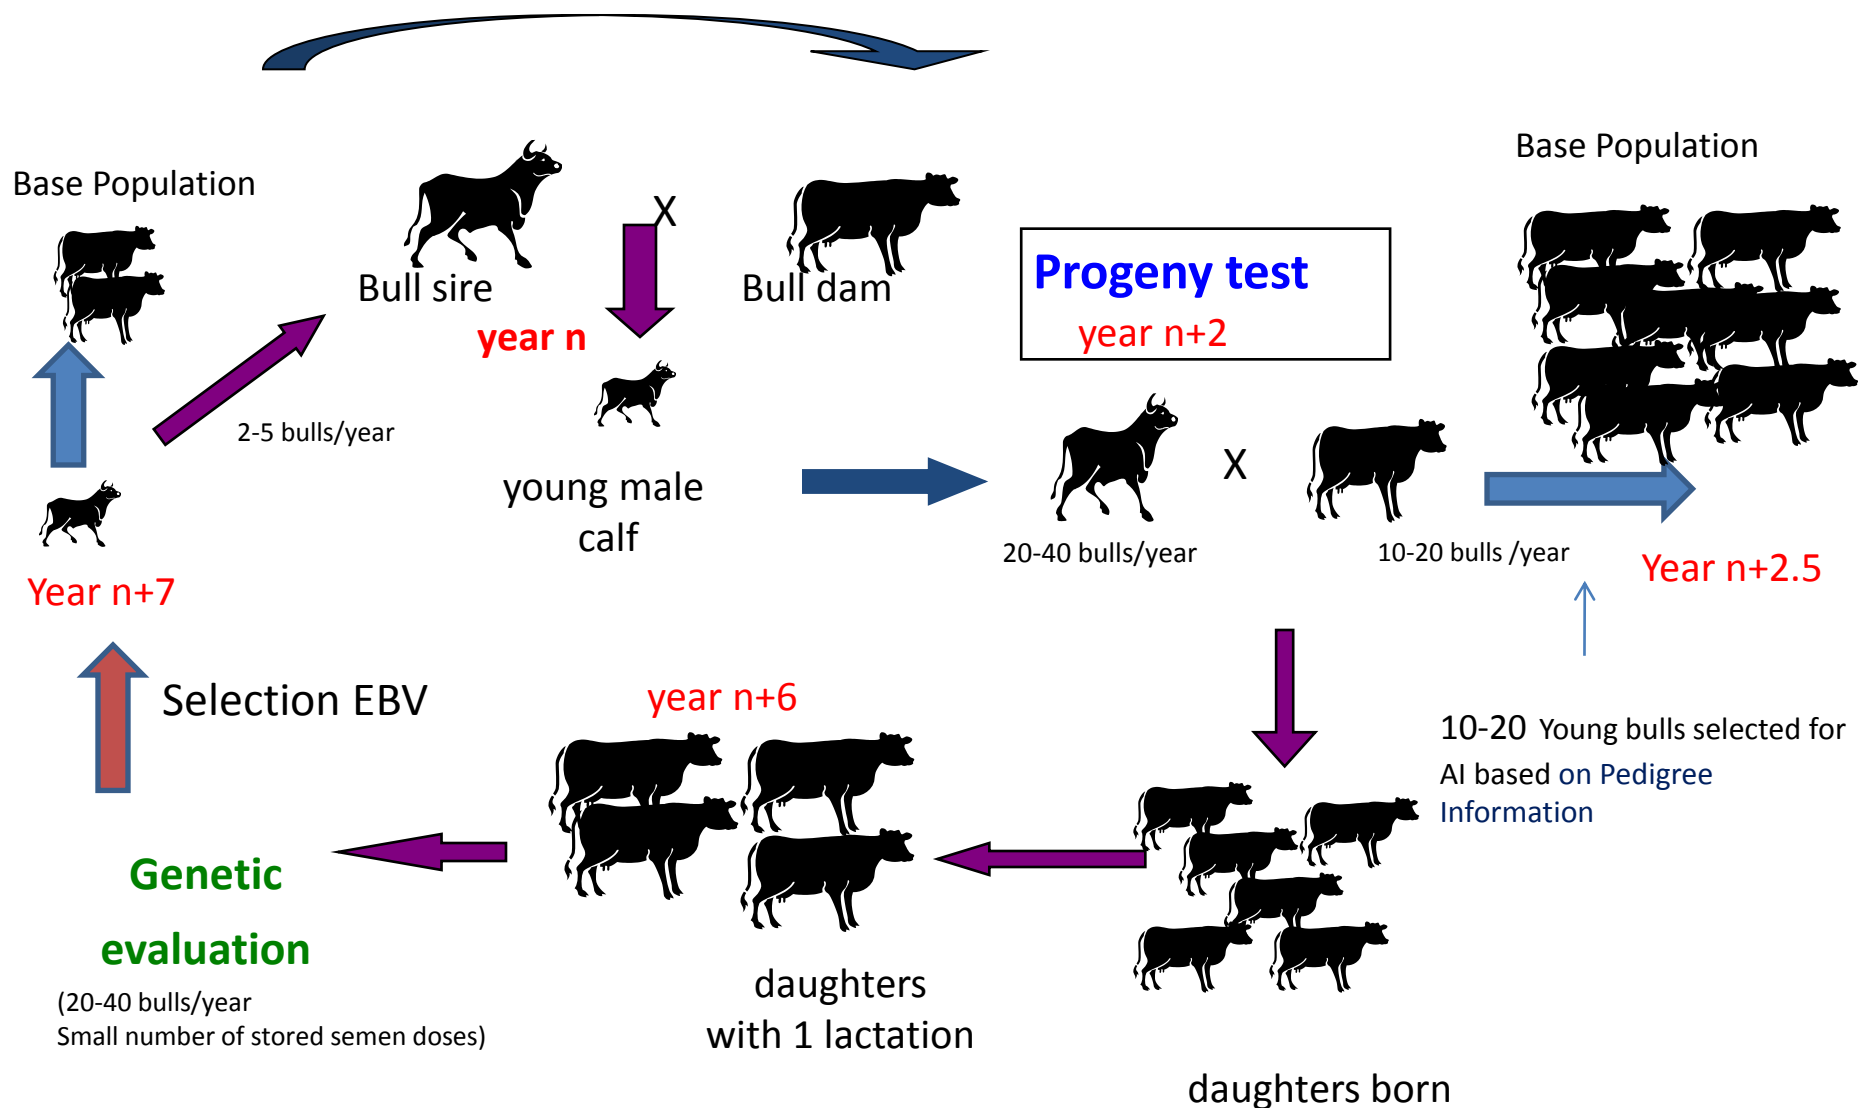 Base Population
Base Population
X
Bull sire
Bull dam
year n
Progeny test
year n+2
2-5 bulls/year
young male
calf
X
20-40 bulls/year
10-20 bulls /year
Year n+2.5
Year n+7
Selection EBV
year n+6
10-20 Young bulls selected for
AI based on Pedigree
Information
Genetic
evaluation
(20-40 bulls/year
Small number of stored semen doses)
daughters
with 1 lactation
daughters born